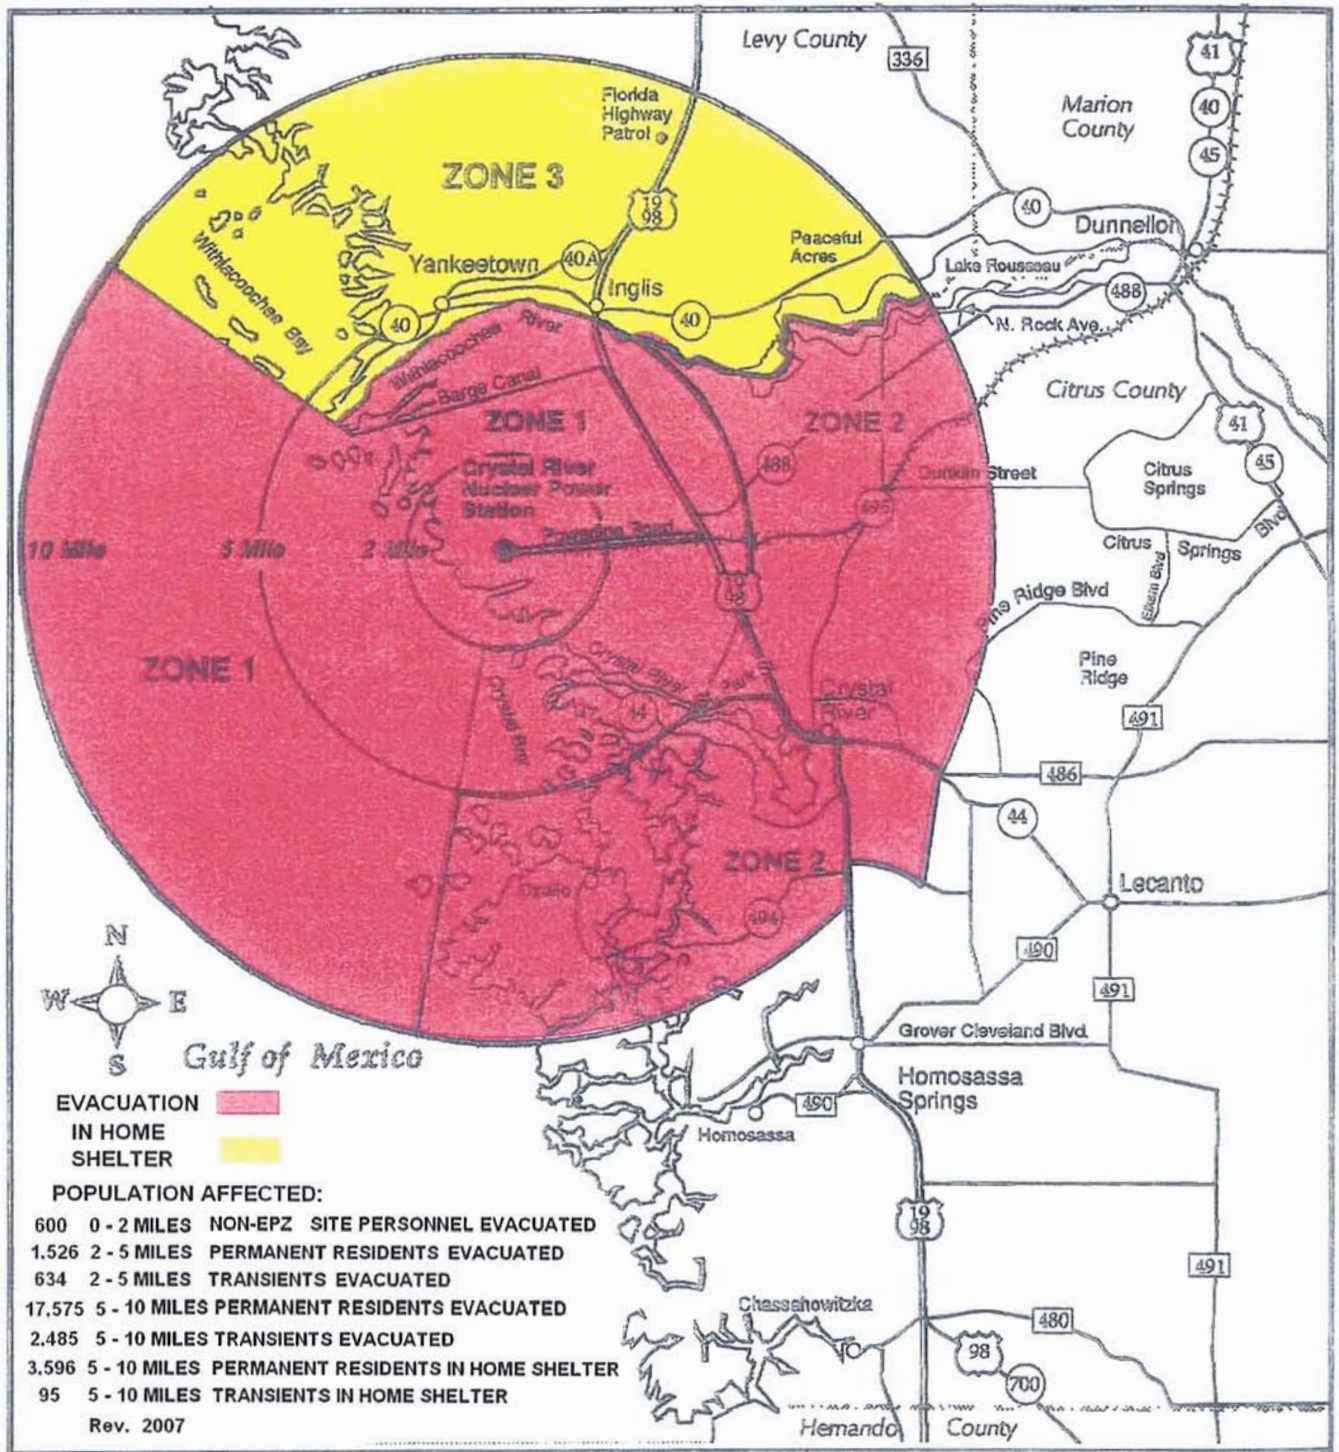 Levy County
336
41
40
45
Marion
County
Florida
Highway
Patrol
ZONE 3
19
98
40
Dunnellon
Withlacoochee Bay
Yankeetown
40A
Peaceful
Acres
Lake Rousseau
488
Inglis
40
40
N. Rock Ave.
Withlacoochee River
Barge Canal
ZONE 1
ZONE 2
Citrus County
41
45
Crystal River
Nuclear Power
Station
488
Dunklin Street
Citrus
Springs
495
Powerline Road
10 Mile
5 Mile
2 Mile
Citrus Springs Blvd
Elkam Blvd
19
98
Pine Ridge Blvd
ZONE 1
Crystal River
Park
Pine
Ridge
Crystal
River
44
491
486
44
ZONE 2
Ozello
Lecanto
494
490
491
N
W E
S
Gulf of Mexico
Grover Cleveland Blvd.
Homosassa
Springs
490
Homosassa
EVACUATION
IN HOME
SHELTER
POPULATION AFFECTED:
600 0 - 2 MILES NON-EPZ SITE PERSONNEL EVACUATED
1.526 2 - 5 MILES PERMANENT RESIDENTS EVACUATED
634 2 - 5 MILES TRANSIENTS EVACUATED
17,575 5 - 10 MILES PERMANENT RESIDENTS EVACUATED
2.485 5 - 10 MILES TRANSIENTS EVACUATED
3.596 5 - 10 MILES PERMANENT RESIDENTS IN HOME SHELTER
95 5 - 10 MILES TRANSIENTS IN HOME SHELTER
Rev. 2007
19
98
491
Chassahowitzka
480
98
700
Hernando County